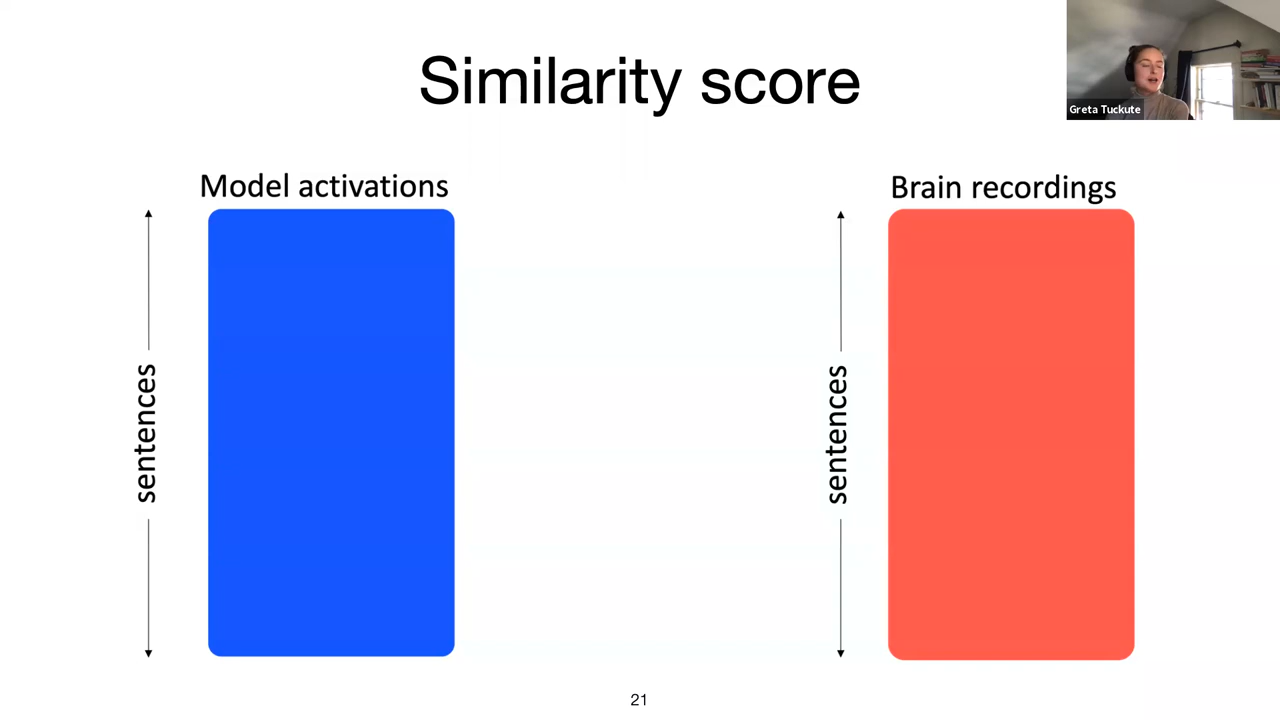 Similarity score
Greta Tuckute
Model activations
Brain recordings
sentences
sentences
21